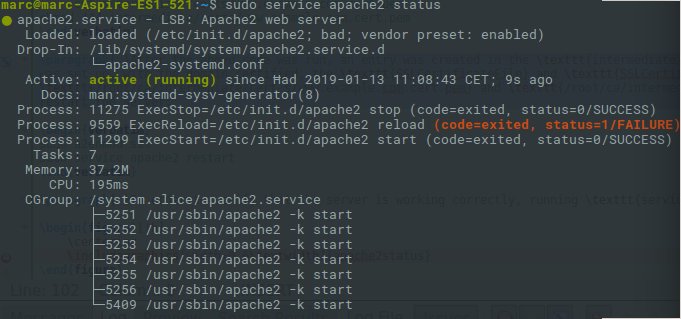 marc@marc-Aspire-ES1-521:~$ sudo service apache2 status
● apache2.service - LSB: Apache2 web server
Loaded: loaded (/etc/init.d/apache2; bad; vendor preset: enabled)
Drop-In: /lib/systemd/system/apache2.service.d
└─apache2-systemd.conf
Active: active (running) since Had 2019-01-13 11:08:43 CET; 9s ago
Docs: man:systemd-sysv-generator(8)
Process: 11275 ExecStop=/etc/init.d/apache2 stop (code=exited, status=0/SUCCESS)
Process: 9559 ExecReload=/etc/init.d/apache2 reload (code=exited, status=1/FAILURE)
Process: 11299 ExecStart=/etc/init.d/apache2 start (code=exited, status=0/SUCCESS)
Tasks: 7
Memory: 37.2M
CPU: 195ms
CGroup: /system.slice/apache2.service
├─5251 /usr/sbin/apache2 -k start
├─5252 /usr/sbin/apache2 -k start
├─5253 /usr/sbin/apache2 -k start
├─5254 /usr/sbin/apache2 -k start
├─5255 /usr/sbin/apache2 -k start
├─5256 /usr/sbin/apache2 -k start
└─5409 /usr/sbin/apache2 -k start